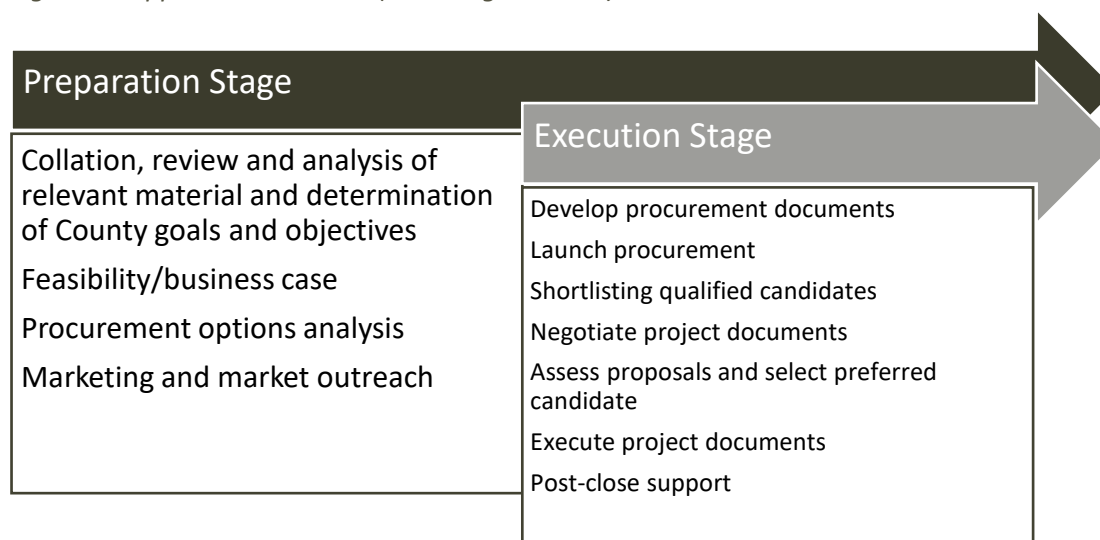 Preparation Stage
Collation, review and analysis of
relevant material and determination
of County goals and objectives
Feasibility/business case
Procurement options analysis
Marketing and market outreach
Execution Stage
Develop procurement documents
Launch procurement
Shortlisting qualified candidates
Negotiate project documents
Assess proposals and select preferred
candidate
Execute project documents
Post-close support